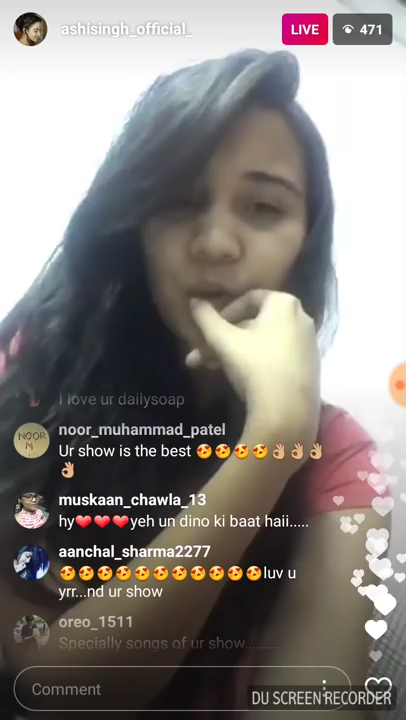 ashisingh_official_
LIVE
471
I love ur dailysoap
noor_muhammad_patel
NOOR
M
Ur show is the best 😍😍😍😍👌👌👌
👌
muskaan_chawla_13
hy❤❤❤yeh un dino ki baat haii.....
aanchal_sharma2277
😍😍😍😍😍😍😍😍😍😍😍luv u
yrr...nd ur show
oreo_1511
Specially songs of ur show.........
Comment
DU SCREEN RECORDER